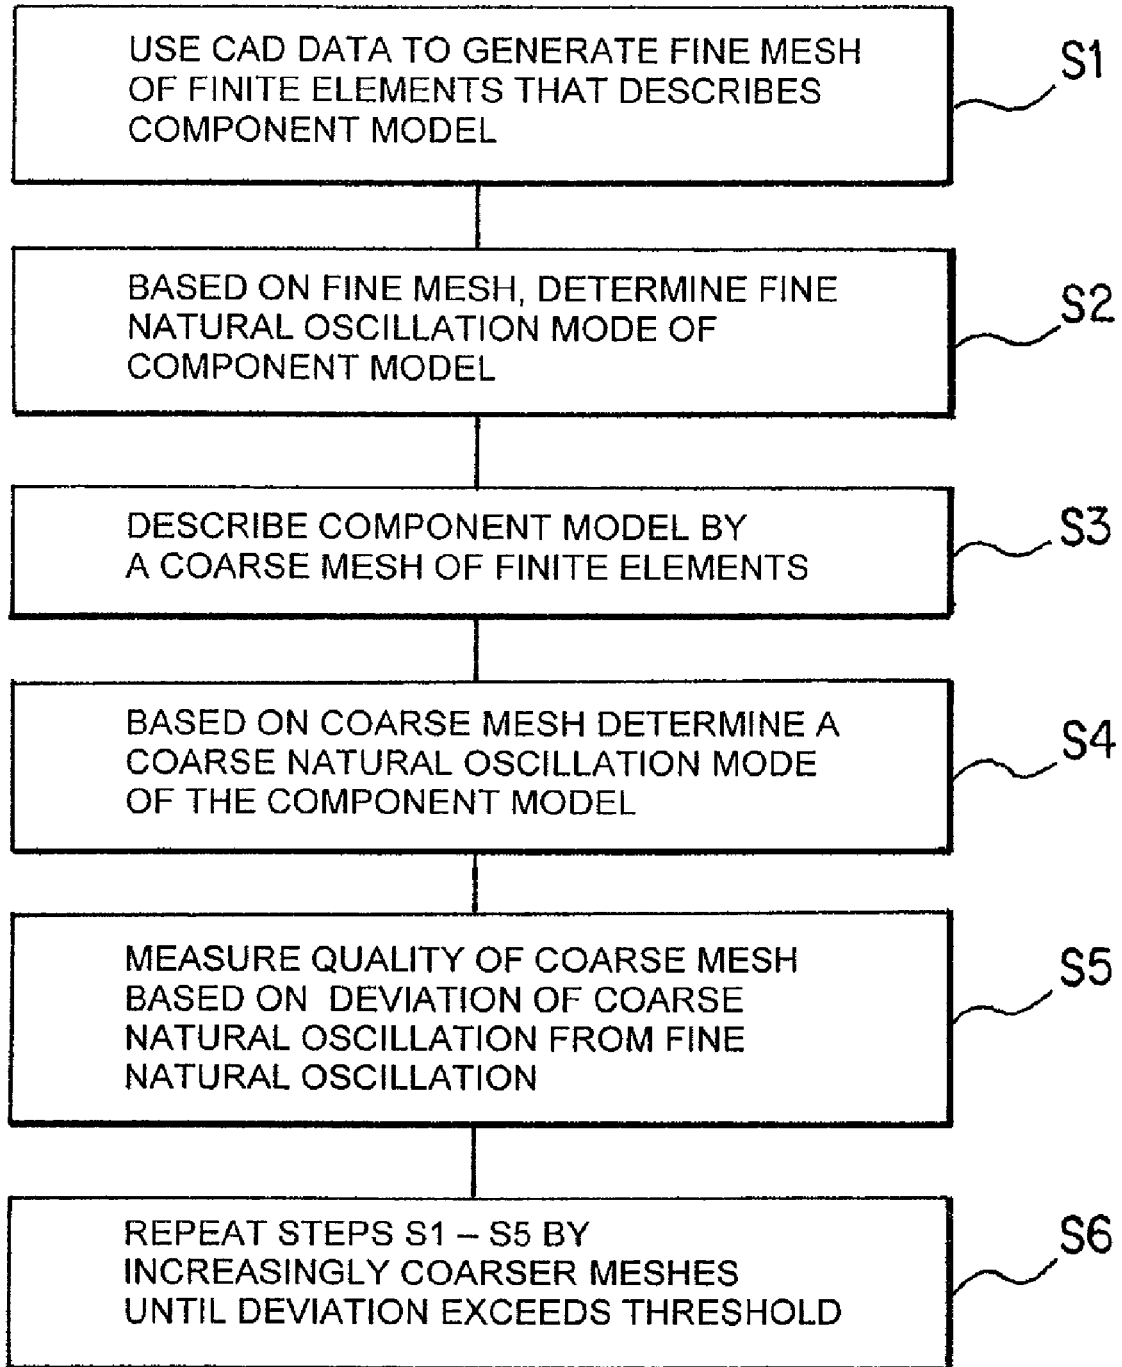 USE CAD DATA TO GENERATE FINE MESH
OF FINITE ELEMENTS THAT DESCRIBES
COMPONENT MODEL
S1
BASED ON FINE MESH, DETERMINE FINE
NATURAL OSCILLATION MODE OF
COMPONENT MODEL
S2
DESCRIBE COMPONENT MODEL BY
A COARSE MESH OF FINITE ELEMENTS
S3
BASED ON COARSE MESH DETERMINE A
COARSE NATURAL OSCILLATION MODE
OF THE COMPONENT MODEL
S4
MEASURE QUALITY OF COARSE MESH
BASED ON DEVIATION OF COARSE
NATURAL OSCILLATION FROM FINE
NATURAL OSCILLATION
S5
REPEAT STEPS S1 – S5 BY
INCREASINGLY COARSER MESHES
UNTIL DEVIATION EXCEEDS THRESHOLD
S6